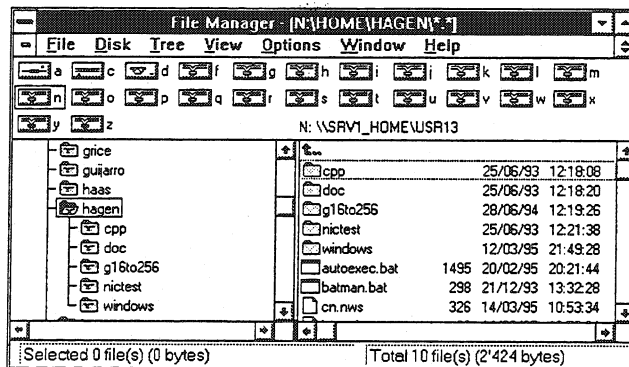 File Manager - [N:\HOME\HAGEN\*.*]
File Disk Tree View Options Window Help
a c d f g h i j k l m
n o p q r s t u v w x
y z N: \\SRV1_HOME\USR13
grice
guijarro
haas
hagen
cpp
doc
g16to256
nictest
windows
..
cpp 25/06/93 12:18:08
doc 25/06/93 12:18:20
g16to256 28/06/94 12:19:26
nictest 25/06/93 12:21:38
windows 12/03/95 21:49:28
autoexec.bat 1495 20/02/95 20:21:44
batman.bat 298 21/12/93 13:32:28
cn.nws 326 14/03/95 10:53:34
Selected 0 file(s) (0 bytes)
Total 10 file(s) (2'424 bytes)